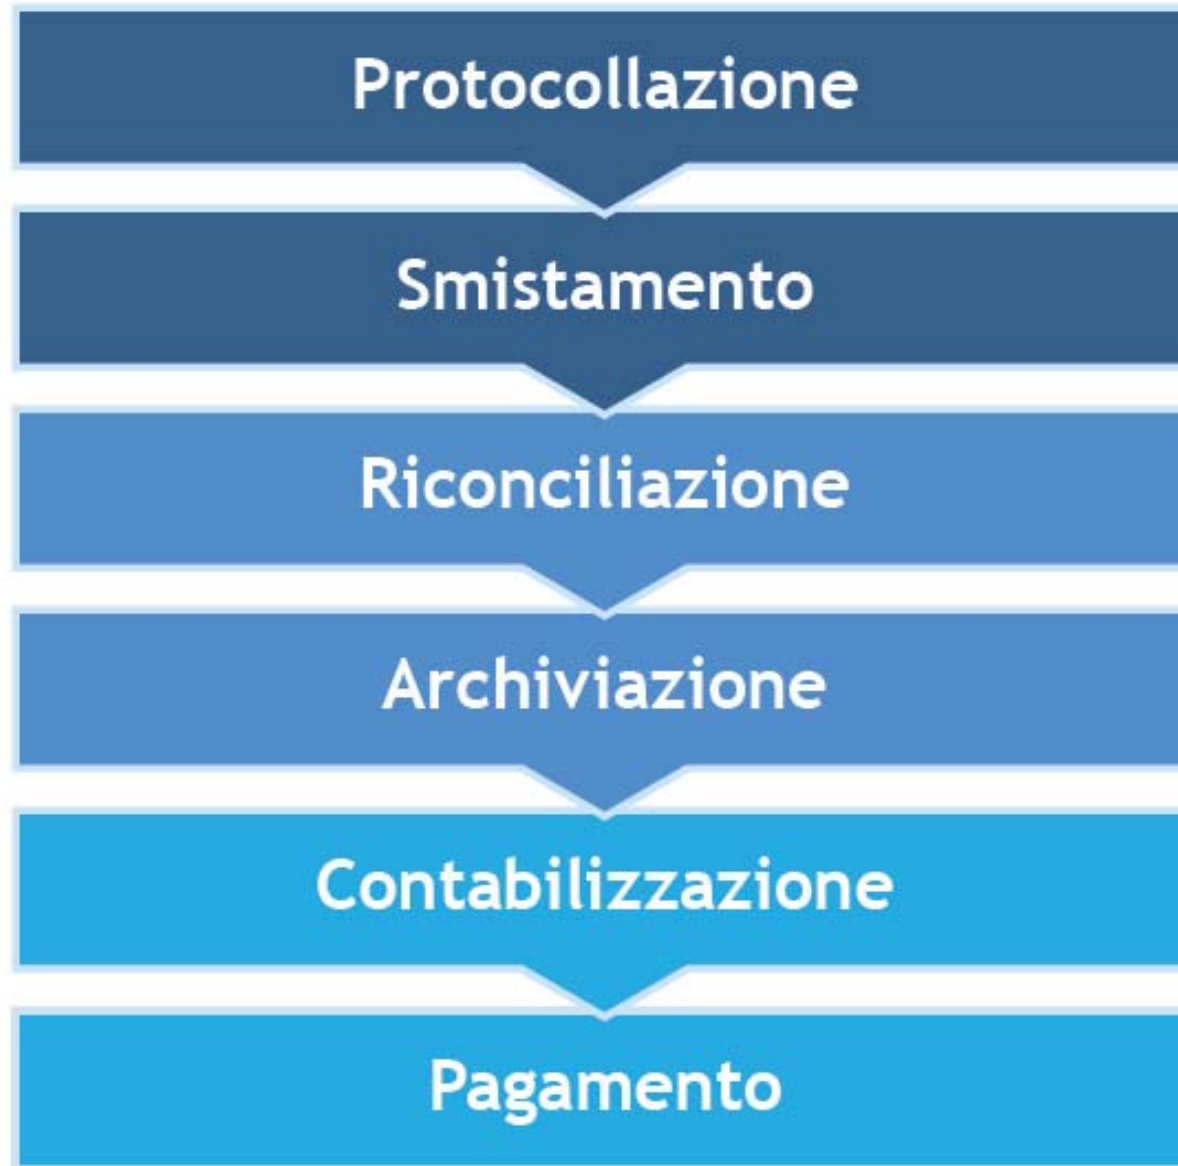 Protocollazione
Smistamento
Riconciliazione
Archiviazione
Contabilizzazione
Pagamento